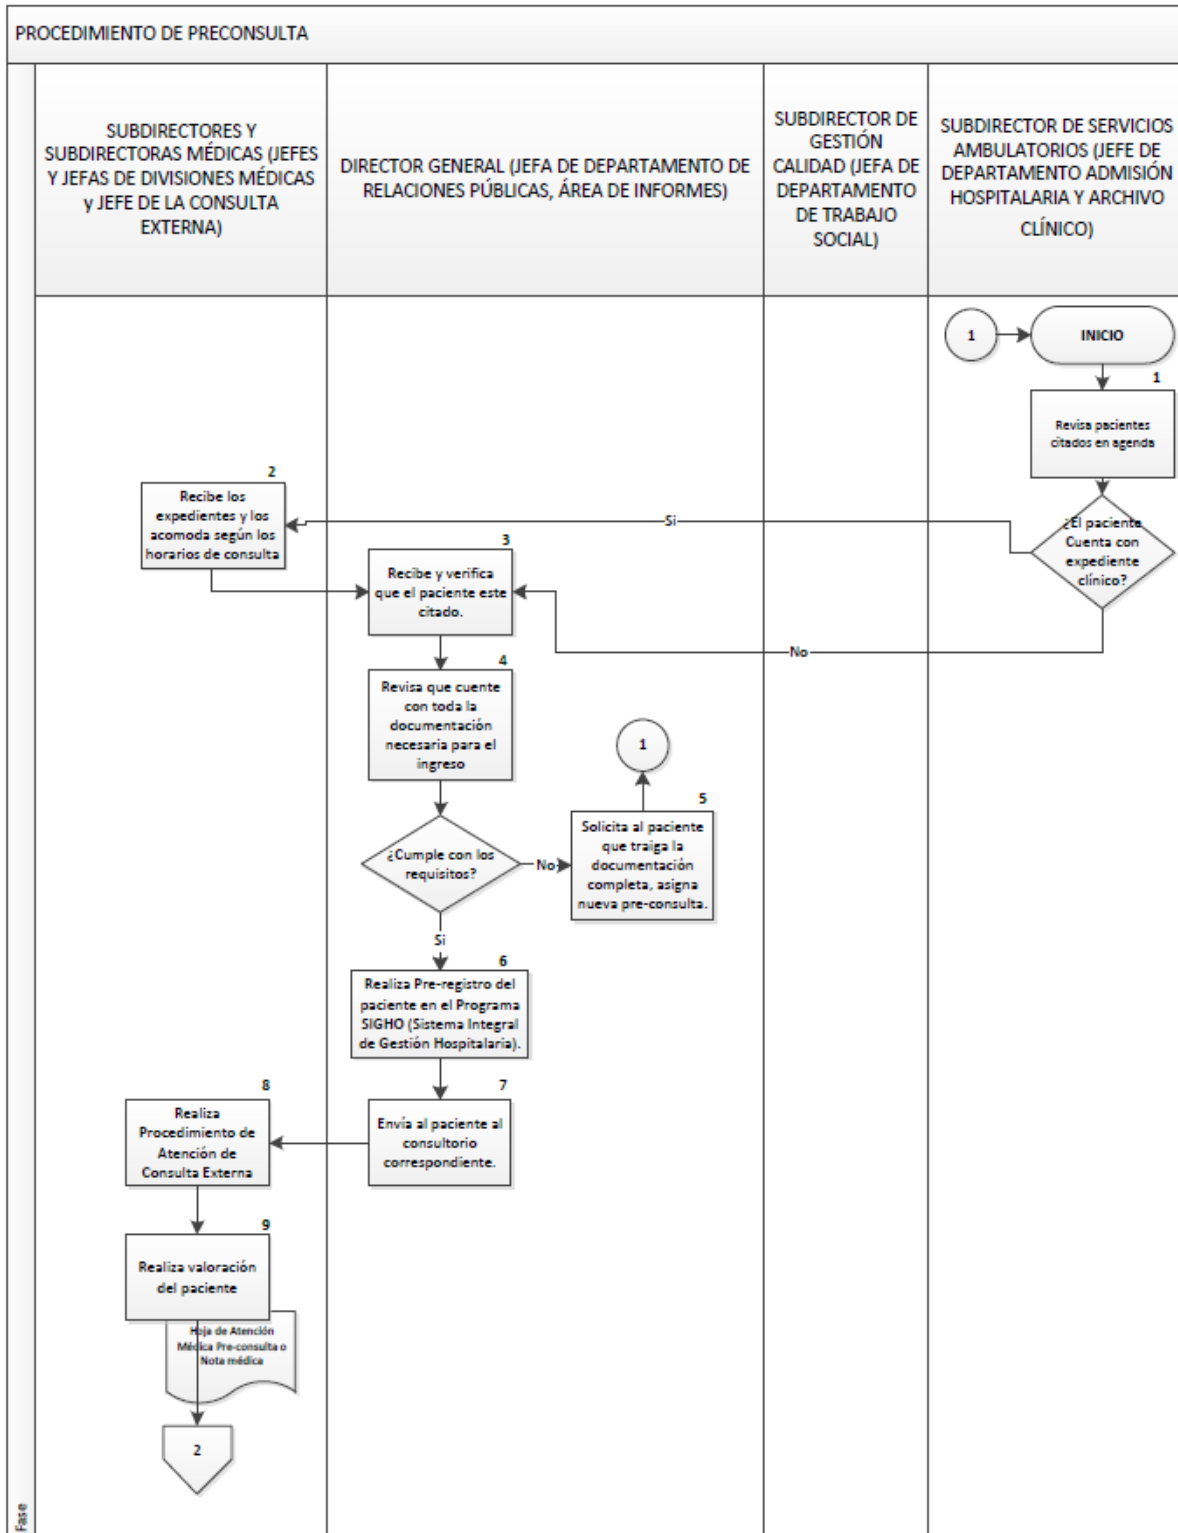 PROCEDIMIENTO DE PRECONSULTA
SUBDIRECTORES Y
SUBDIRECTORAS MÉDICAS (JEFES
Y JEFAS DE DIVISIONES MÉDICAS
y JEFE DE LA CONSULTA
EXTERNA)
DIRECTOR GENERAL (JEFA DE DEPARTAMENTO DE
RELACIONES PÚBLICAS, ÁREA DE INFORMES)
SUBDIRECTOR DE
GESTIÓN
CALIDAD (JEFA DE
DEPARTAMENTO
DE TRABAJO
SOCIAL)
SUBDIRECTOR DE SERVICIOS
AMBULATORIOS (JEFE DE
DEPARTAMENTO ADMISIÓN
HOSPITALARIA Y ARCHIVO
CLÍNICO)
1
INICIO
1
Revisa pacientes
citados en agenda
¿El paciente
Cuenta con
expediente
clínico?
Si
No
2
Recibe los
expedientes y los
acomoda según los
horarios de consulta
3
Recibe y verifica
que el paciente este
citado.
4
Revisa que cuente
con toda la
documentación
necesaria para el
ingreso
¿Cumple con los
requisitos?
No
1
5
Solicita al paciente
que traiga la
documentación
completa, asigna
nueva pre-consulta.
Si
6
Realiza Pre-registro del
paciente en el Programa
SIGHO (Sistema Integral
de Gestión Hospitalaria).
7
Envía al paciente al
consultorio
correspondiente.
8
Realiza
Procedimiento de
Atención de
Consulta Externa
9
Realiza valoración
del paciente
Hoja de Atención
Médica Pre-consulta o
Nota médica
2
Fase